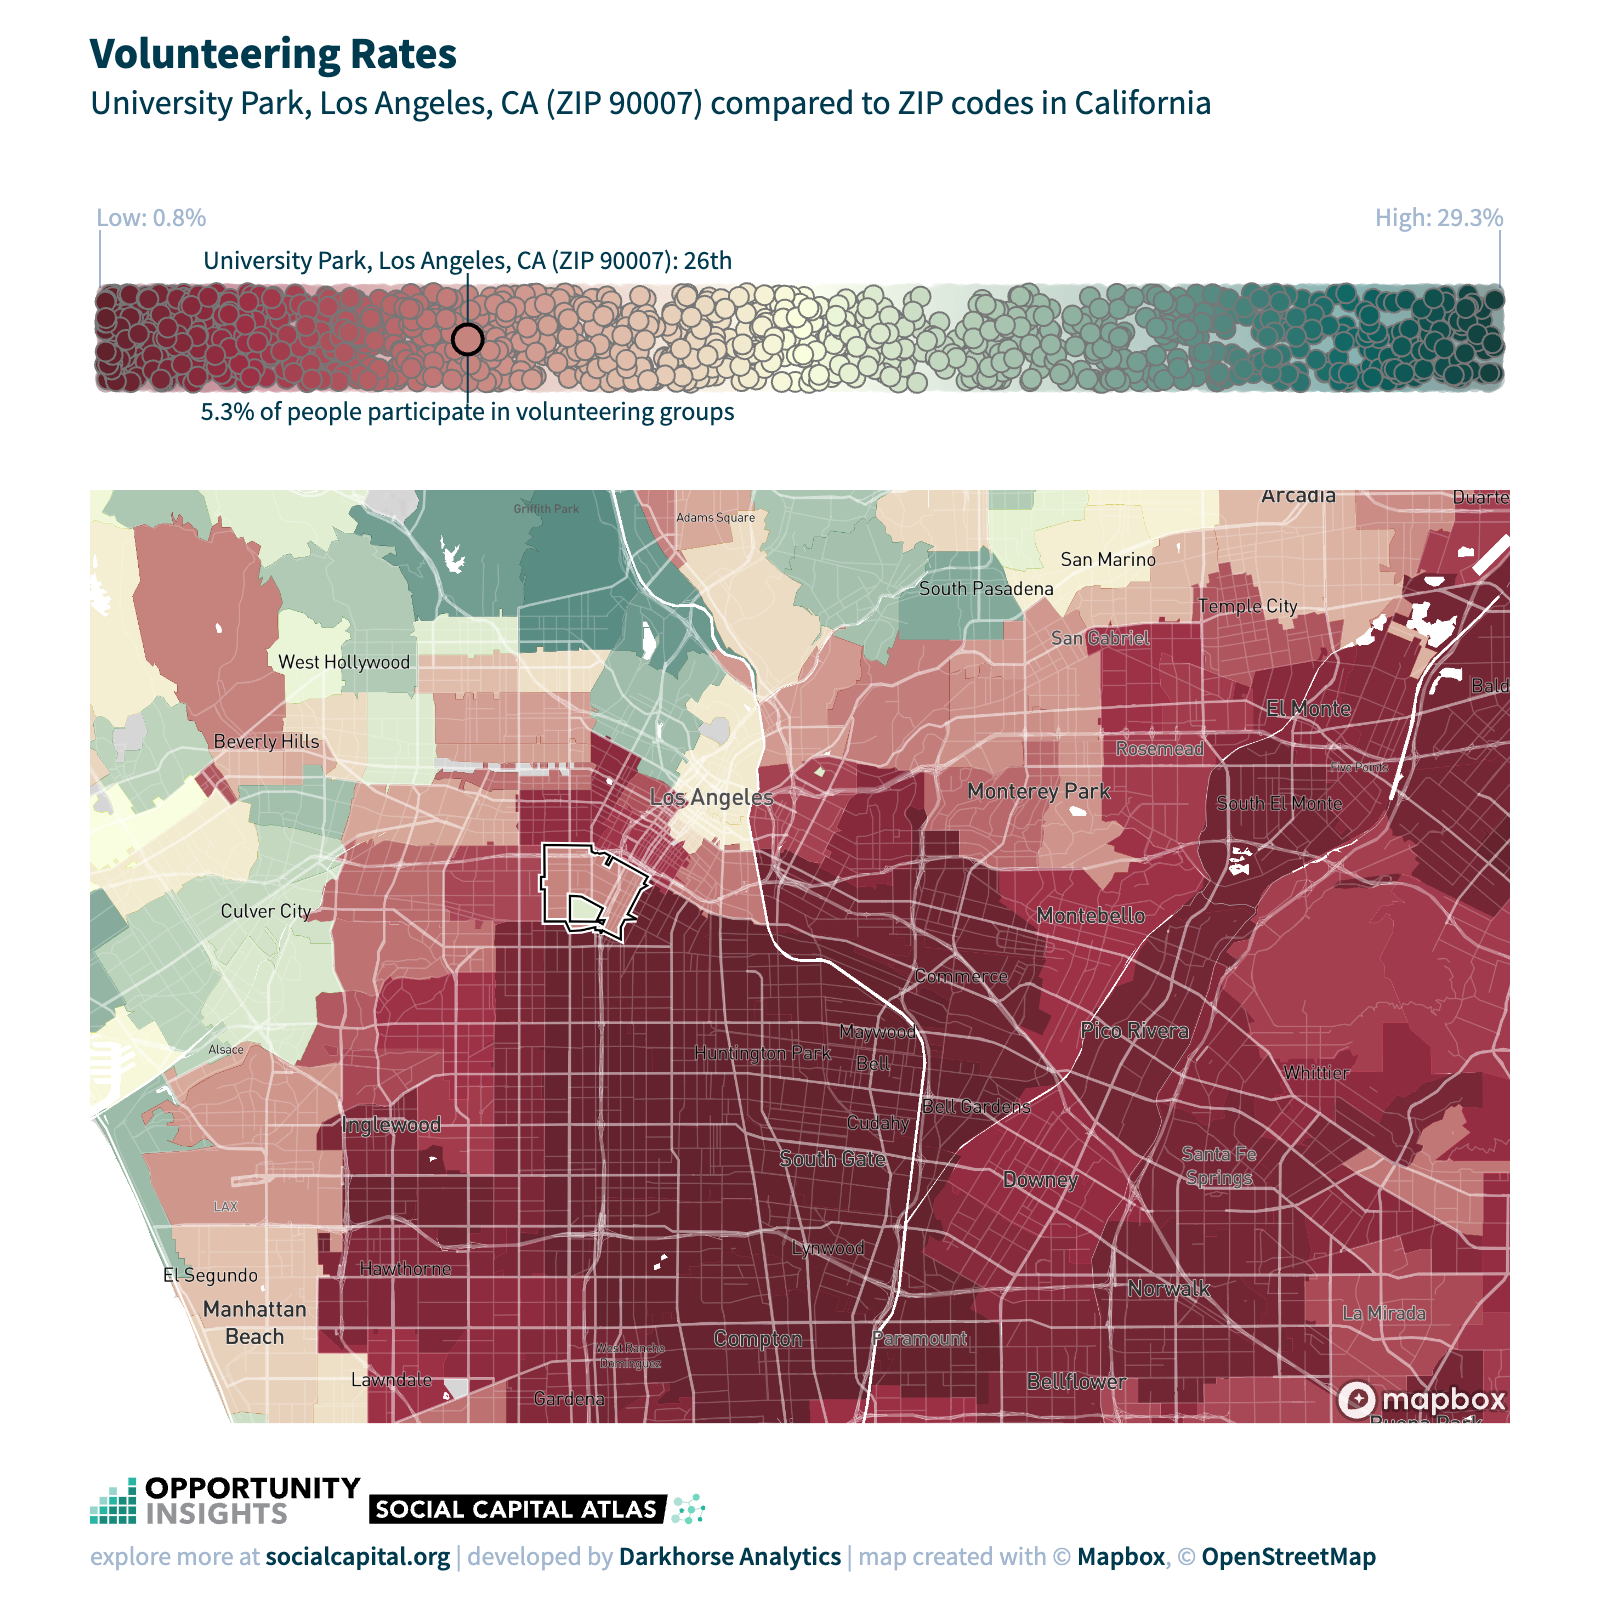 Volunteering Rates
University Park, Los Angeles, CA (ZIP 90007) compared to ZIP codes in California
Low: 0.8%
High: 29.3%
University Park, Los Angeles, CA (ZIP 90007): 26th
5.3% of people participate in volunteering groups
Arcadia
Duarte
Griffith Park
Adams Square
San Marino
South Pasadena
Temple City
San Gabriel
West Hollywood
Bald
El Monte
Beverly Hills
Rosemead
Five Points
Monterey Park
Los Angeles
South El Monte
Culver City
Montebello
Commerce
Maywood
Pico Rivera
Alsace
Huntington Park
Bell
Whittier
Bell Gardens
Inglewood
Cudahy
South Gate
Santa Fe
Springs
Downey
LAX
Lynwood
El Segundo
Hawthorne
Norwalk
Manhattan
Beach
La Mirada
Compton
Paramount
West Rancho
Dominguez
Lawndale
Bellflower
Gardena
mapbox
Buena Park
OPPORTUNITY
INSIGHTS
SOCIAL CAPITAL ATLAS
explore more at socialcapital.org | developed by Darkhorse Analytics | map created with © Mapbox, © OpenStreetMap